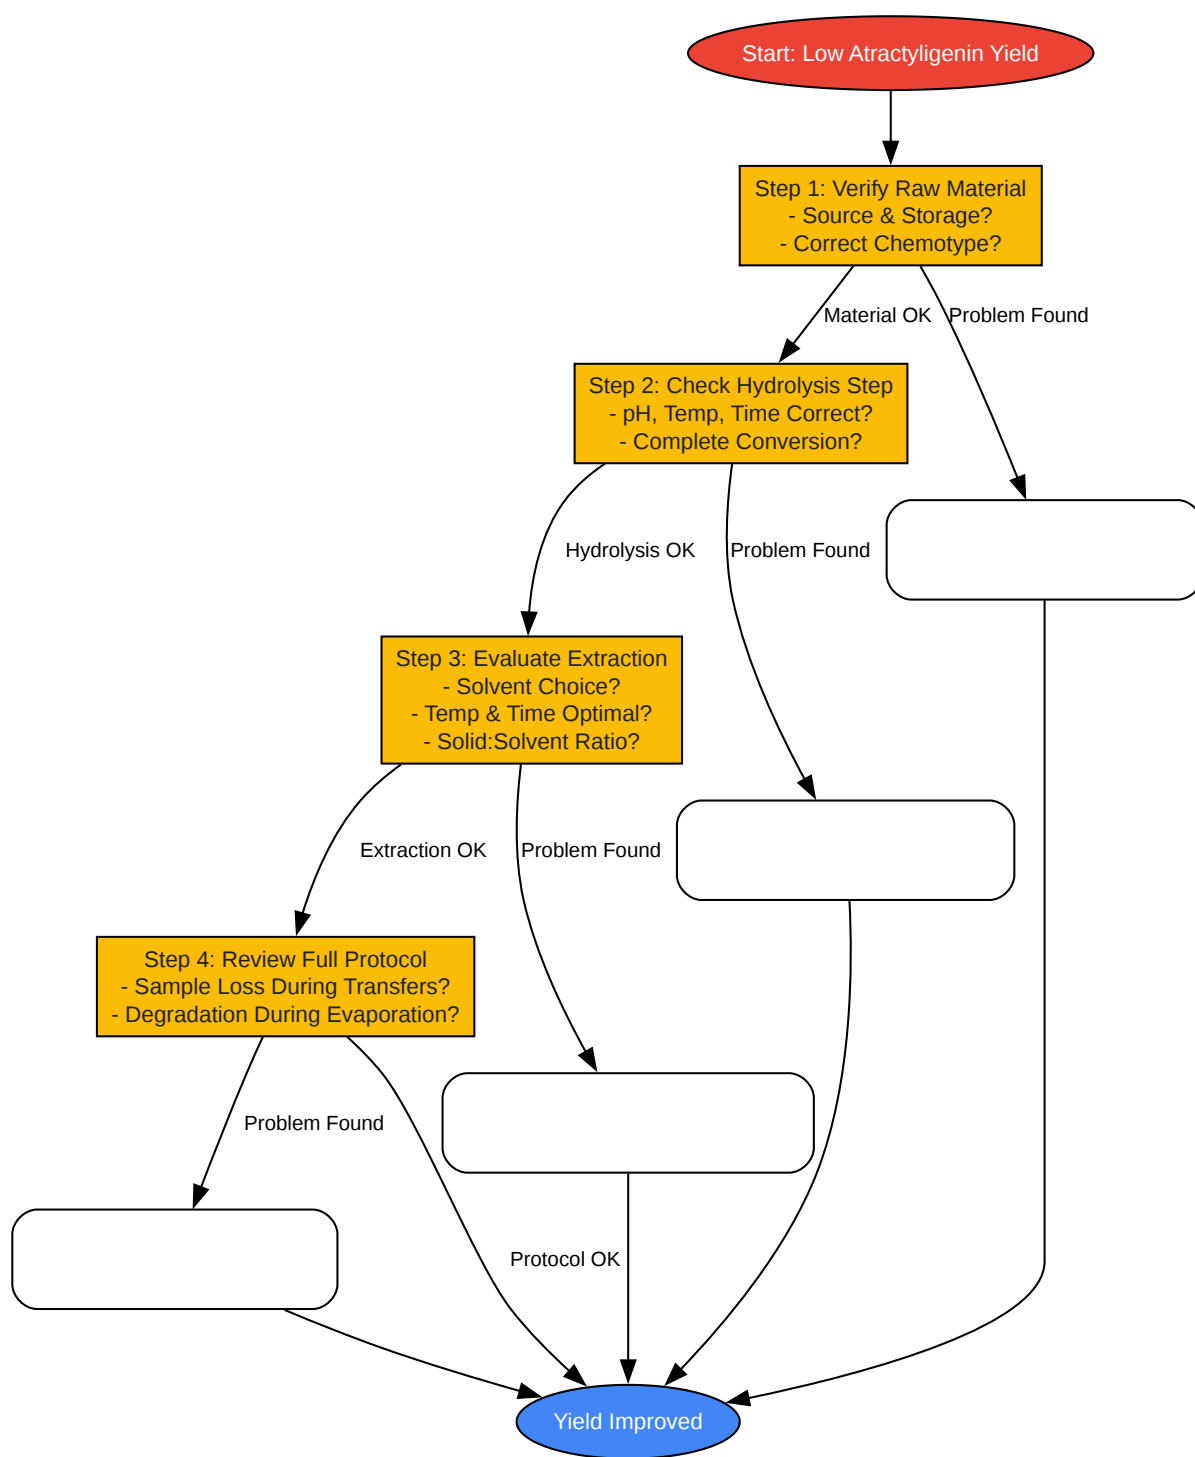 Start: Low Atractyligenin Yield
Step 1: Verify Raw Material
- Source & Storage?
- Correct Chemotype?
Material OK
Problem Found
Step 2: Check Hydrolysis Step
- pH, Temp, Time Correct?
- Complete Conversion?
Hydrolysis OK
Problem Found
Step 3: Evaluate Extraction
- Solvent Choice?
- Temp & Time Optimal?
- Solid:Solvent Ratio?
Extraction OK
Problem Found
Step 4: Review Full Protocol
- Sample Loss During Transfers?
- Degradation During Evaporation?
Problem Found
Protocol OK
Yield Improved